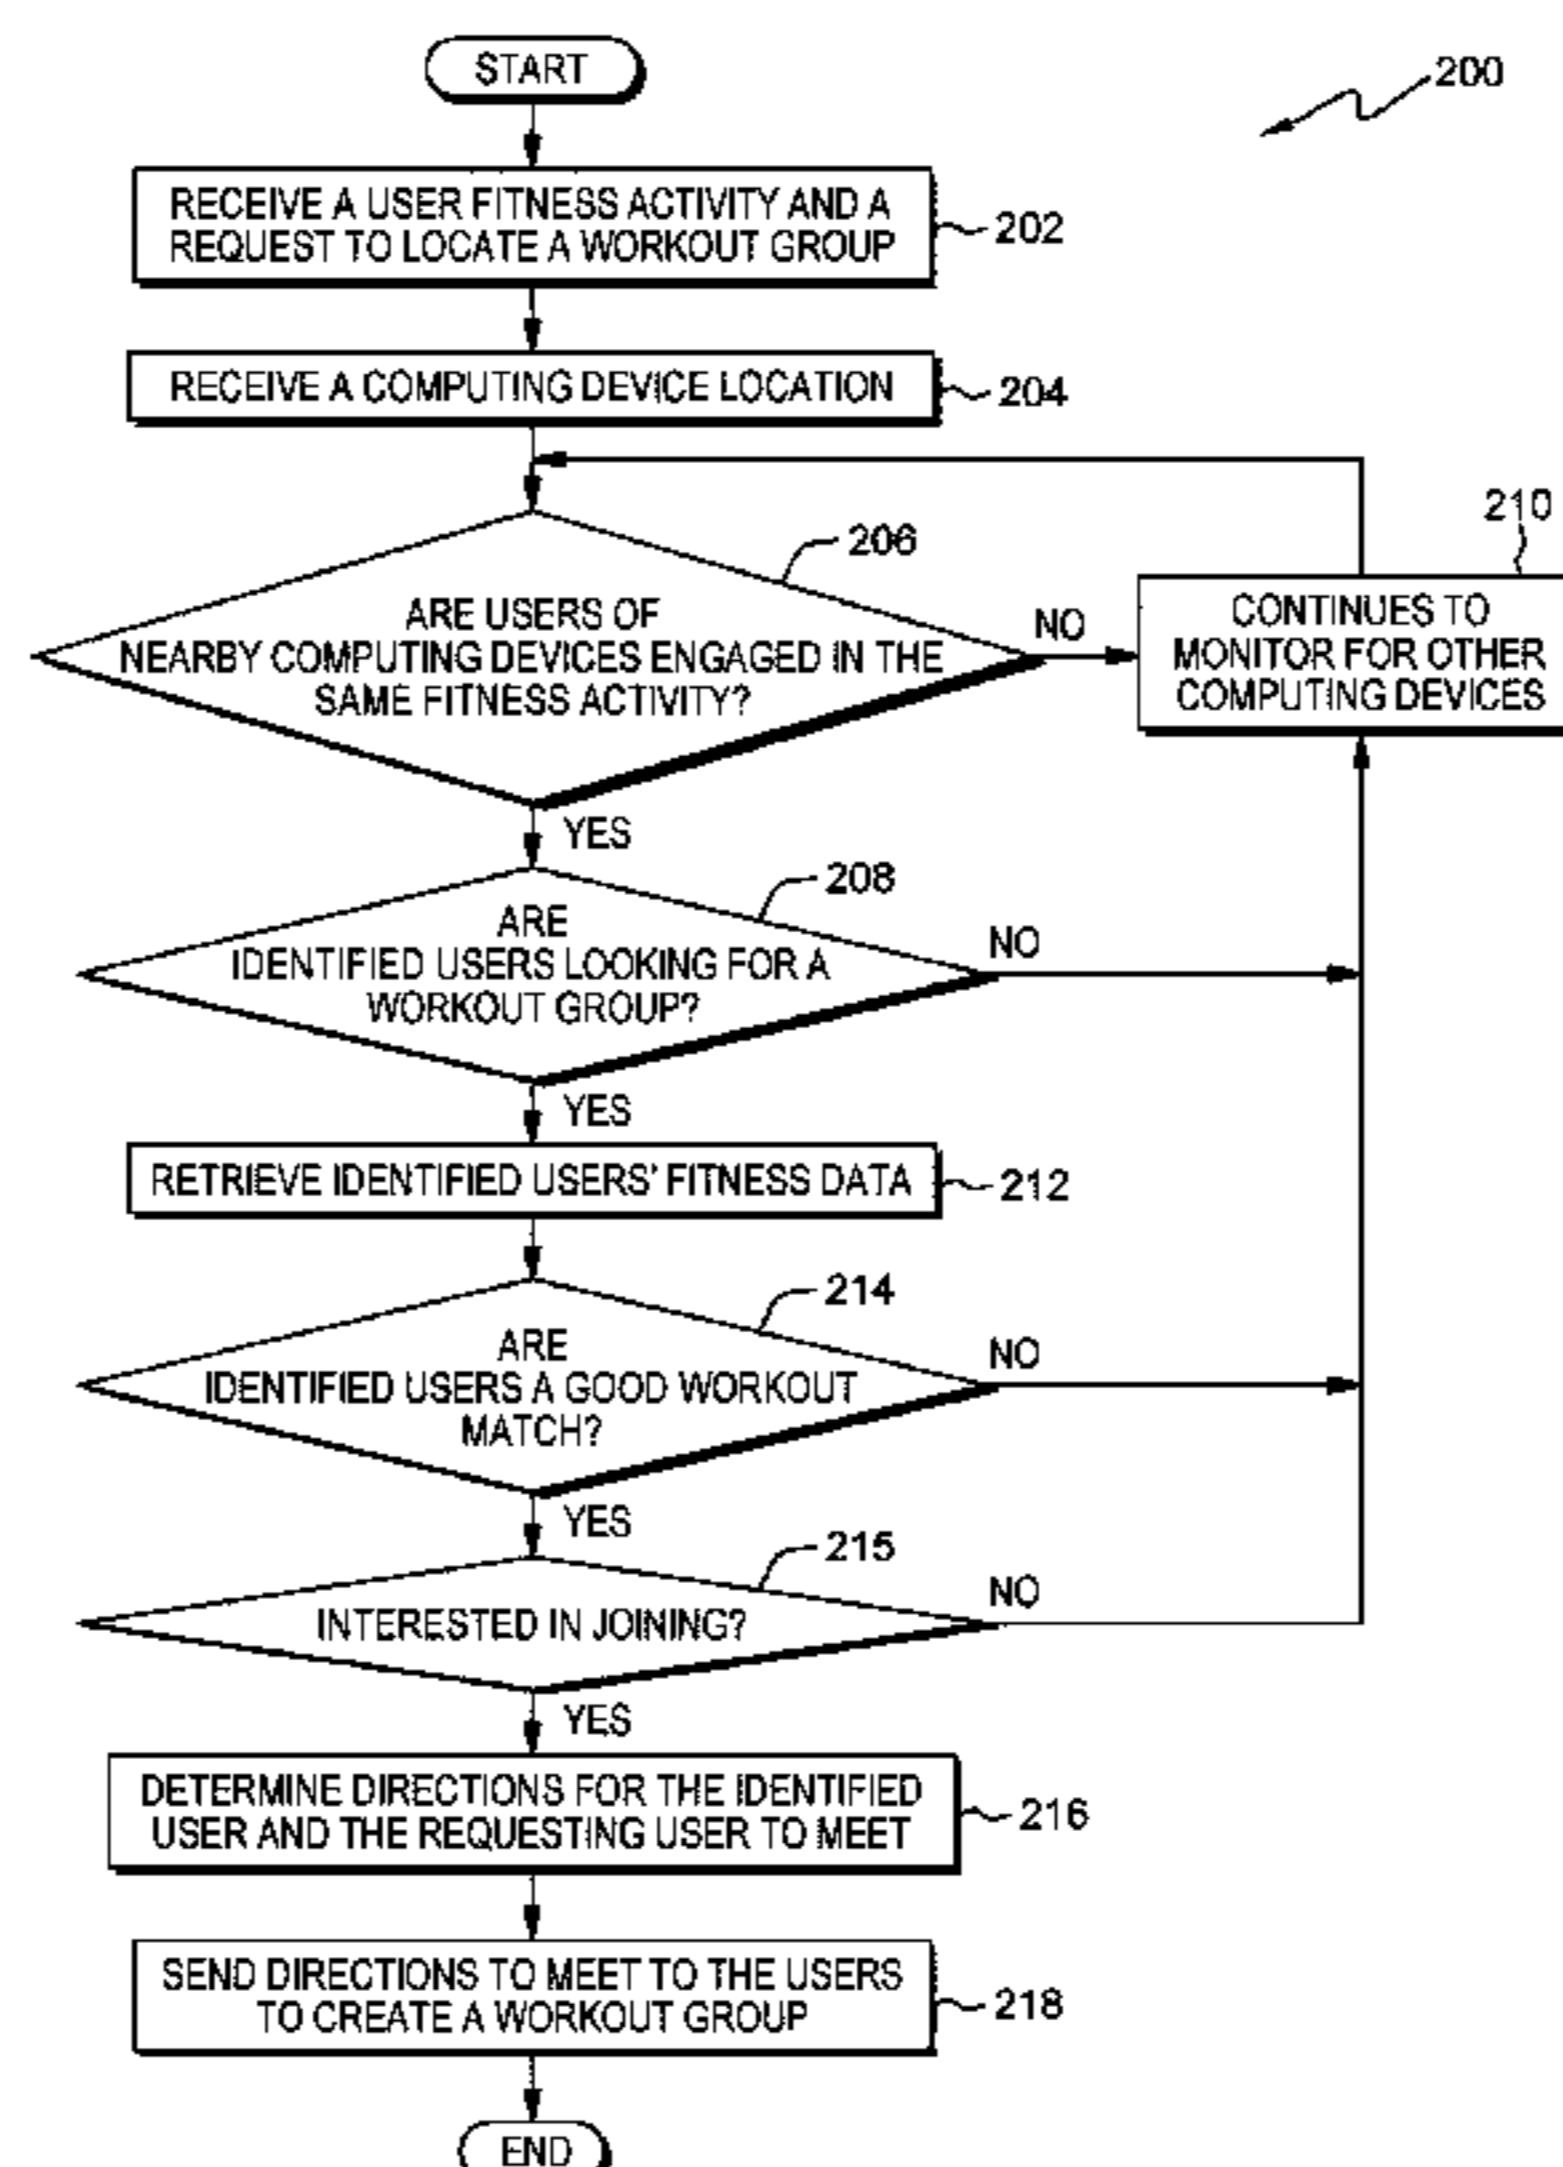 START
200
RECEIVE A USER FITNESS ACTIVITY AND A
REQUEST TO LOCATE A WORKOUT GROUP
202
RECEIVE A COMPUTING DEVICE LOCATION
204
206
ARE USERS OF
NEARBY COMPUTING DEVICES ENGAGED IN THE
SAME FITNESS ACTIVITY?
NO
210
CONTINUES TO
MONITOR FOR OTHER
COMPUTING DEVICES
YES
208
ARE
IDENTIFIED USERS LOOKING FOR A
WORKOUT GROUP?
NO
YES
RETRIEVE IDENTIFIED USERS' FITNESS DATA
212
214
ARE
IDENTIFIED USERS A GOOD WORKOUT
MATCH?
NO
YES
215
INTERESTED IN JOINING?
NO
YES
DETERMINE DIRECTIONS FOR THE IDENTIFIED
USER AND THE REQUESTING USER TO MEET
216
SEND DIRECTIONS TO MEET TO THE USERS
TO CREATE A WORKOUT GROUP
218
END